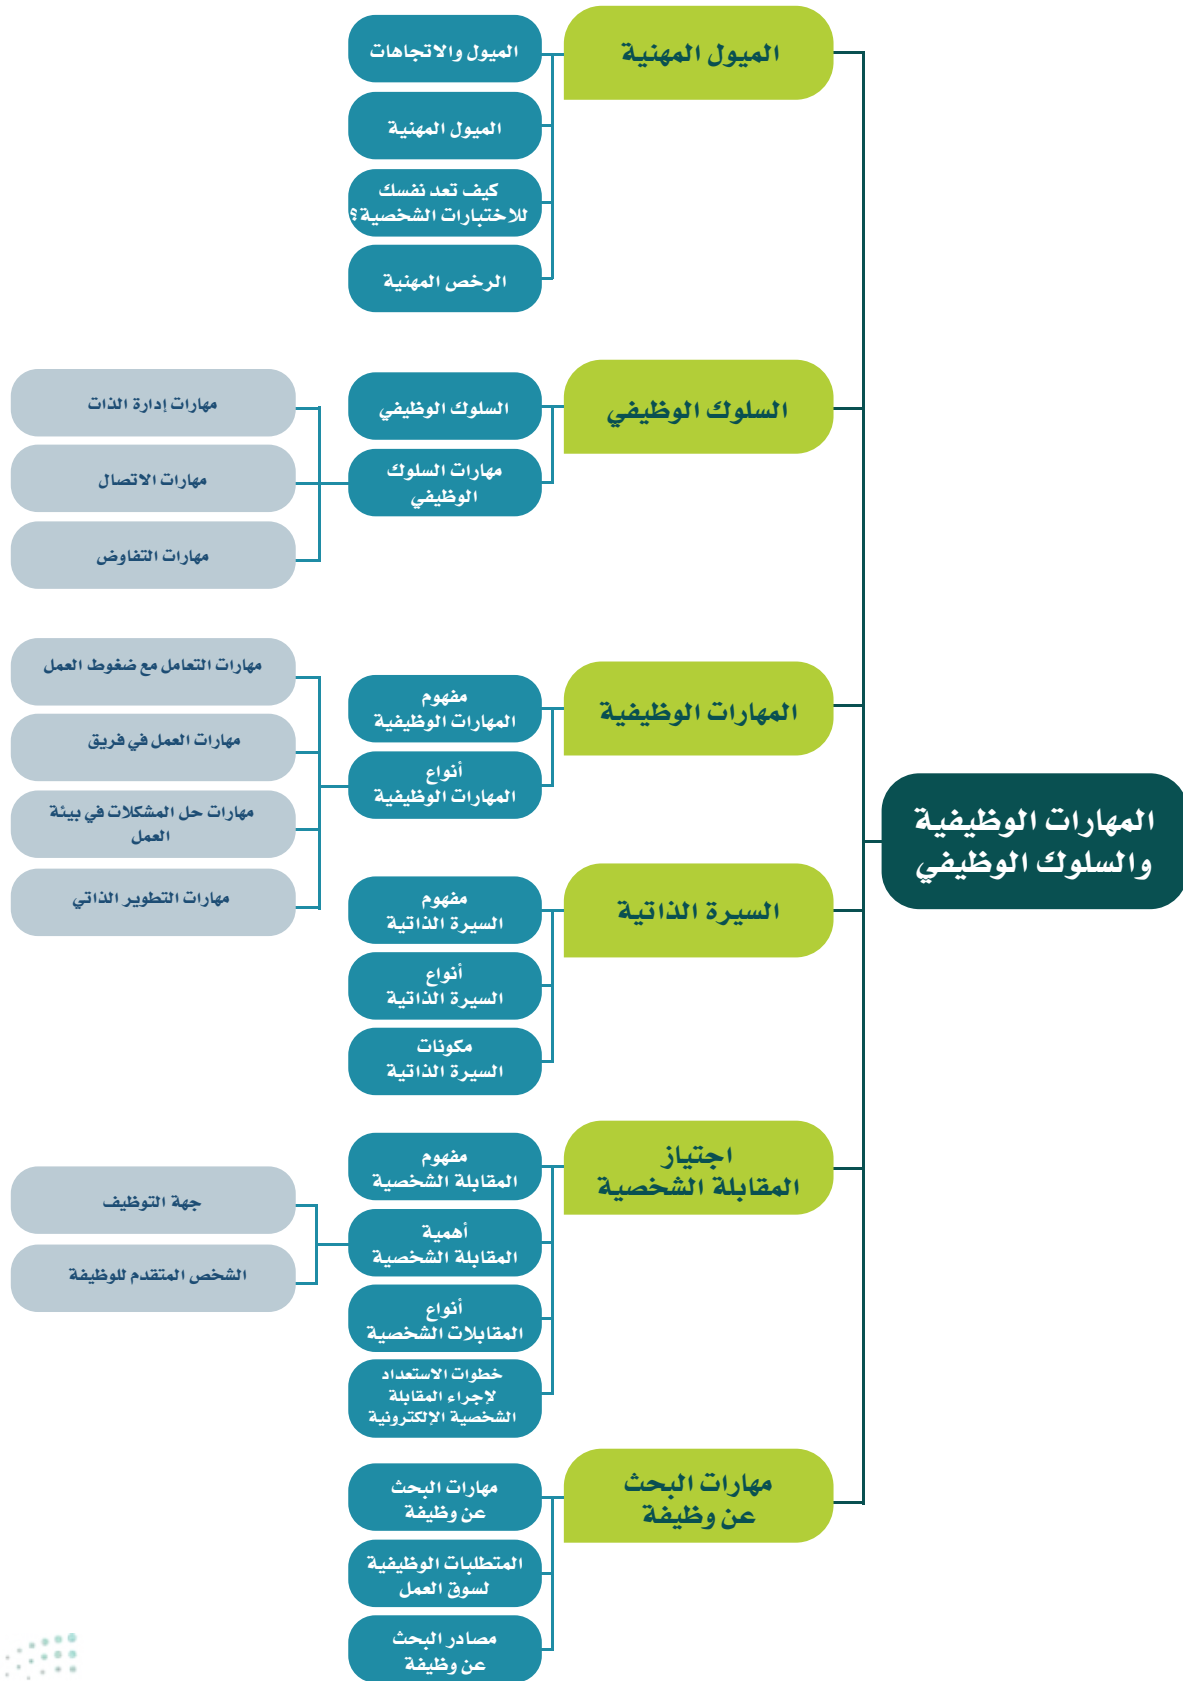 المهارات الوظيفية
والسلوك الوظيفي
الميول المهنية
الميول والاتجاهات
الميول المهنية
كيف تعد نفسك
للاختبارات الشخصية؟
الرخص المهنية
السلوك الوظيفي
السلوك الوظيفي
مهارات السلوك
الوظيفي
مهارات إدارة الذات
مهارات الاتصال
مهارات التفاوض
المهارات الوظيفية
مفهوم
المهارات الوظيفية
أنواع
المهارات الوظيفية
مهارات التعامل مع ضغوط العمل
مهارات العمل في فريق
مهارات حل المشكلات في بيئة
العمل
مهارات التطوير الذاتي
السيرة الذاتية
مفهوم
السيرة الذاتية
أنواع
السيرة الذاتية
مكونات
السيرة الذاتية
اجتياز
المقابلة الشخصية
مفهوم
المقابلة الشخصية
أهمية
المقابلة الشخصية
جهة التوظيف
الشخص المتقدم للوظيفة
أنواع
المقابلات الشخصية
خطوات الاستعداد
لإجراء المقابلة
الشخصية الإلكترونية
مهارات البحث
عن وظيفة
مهارات البحث
عن وظيفة
المتطلبات الوظيفية
لسوق العمل
مصادر البحث
عن وظيفة